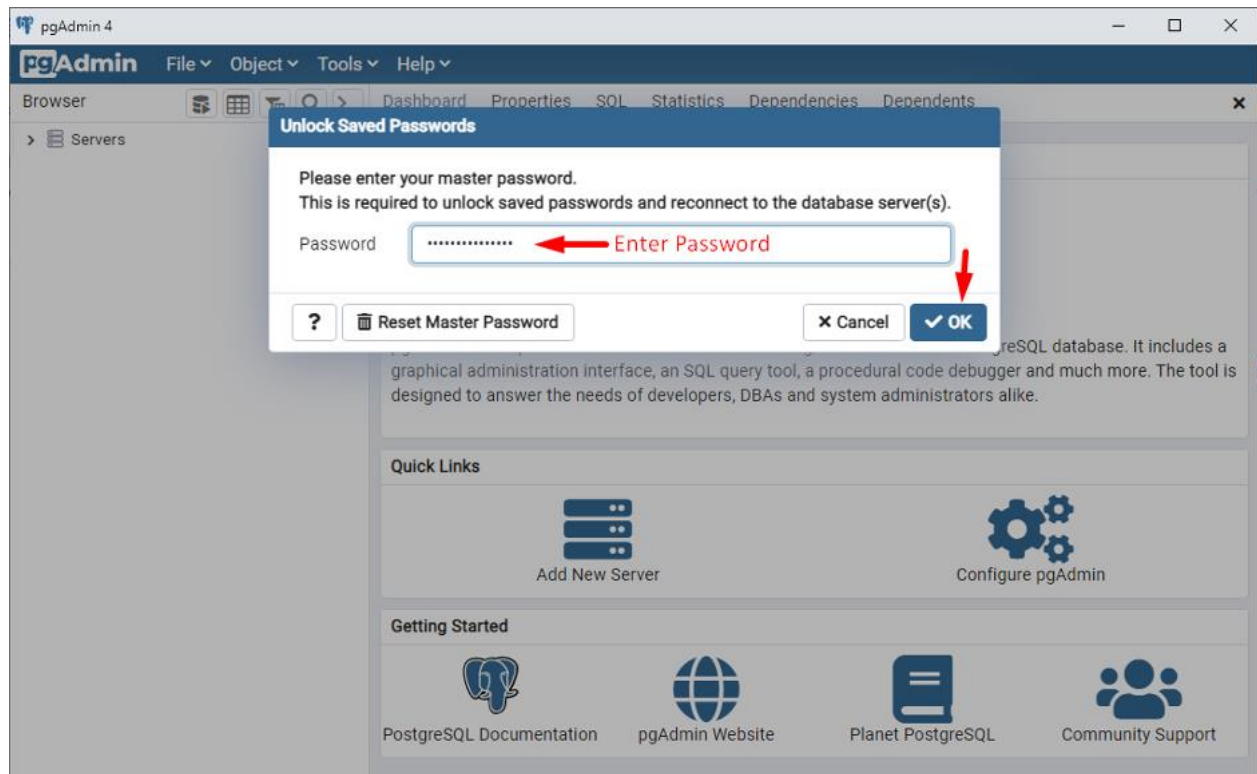 pgAdmin 4
pgAdmin File Object Tools Help
Browser
Dashboard Properties SQL Statistics Dependencies Dependents
Servers
Unlock Saved Passwords
Please enter your master password.
This is required to unlock saved passwords and reconnect to the database server(s).
Password
Enter Password
? Reset Master Password Cancel OK
database. It includes a
graphical administration interface, an SQL query tool, a procedural code debugger and much more. The tool is
designed to answer the needs of developers, DBAs and system administrators alike.
Quick Links
Add New Server Configure pgAdmin
Getting Started
PostgreSQL Documentation pgAdmin Website Planet PostgreSQL Community Support